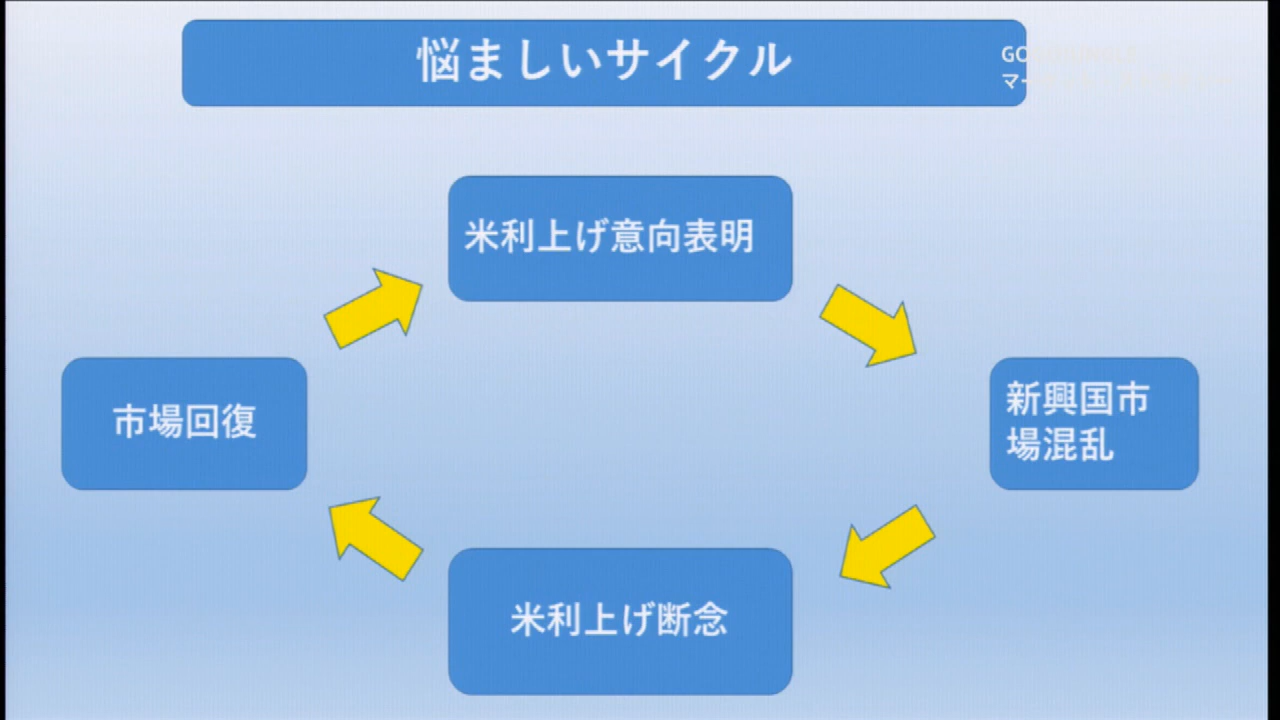 悩ましいサイクル
米利上げ意向表明
新興国市
場混乱
米利上げ断念
市場回復